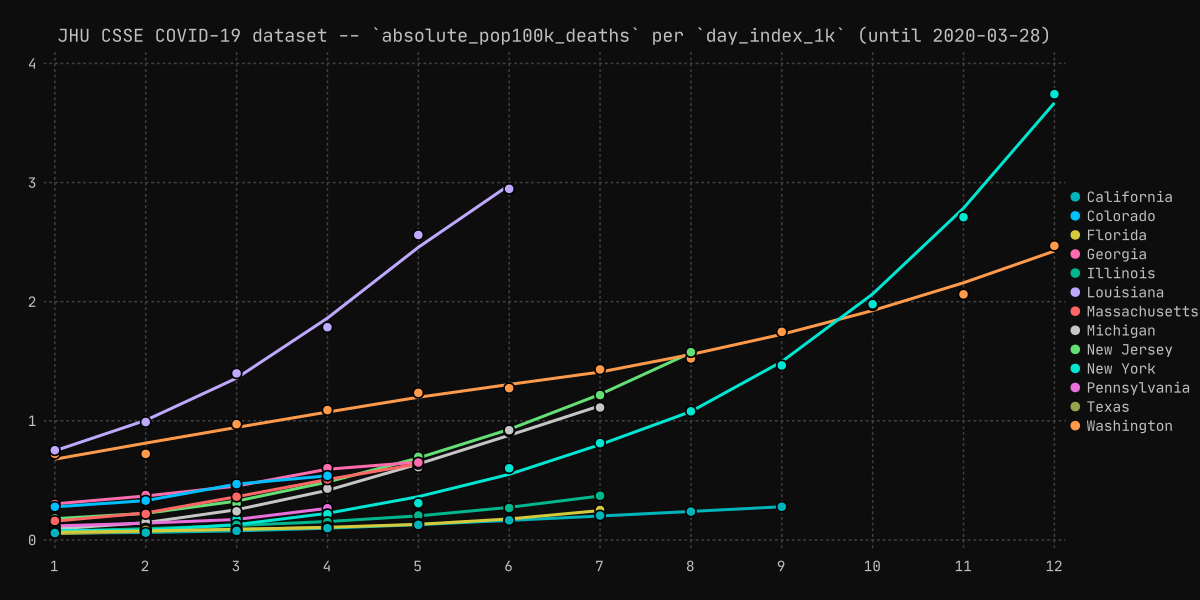 JHU CSSE COVID-19 dataset -- `absolute_pop100k_deaths` per `day_index_1k` (until 2020-03-28)
4
3
2
1
0
1 2 3 4 5 6 7 8 9 10 11 12
California
Colorado
Florida
Georgia
Illinois
Louisiana
Massachusetts
Michigan
New Jersey
New York
Pennsylvania
Texas
Washington